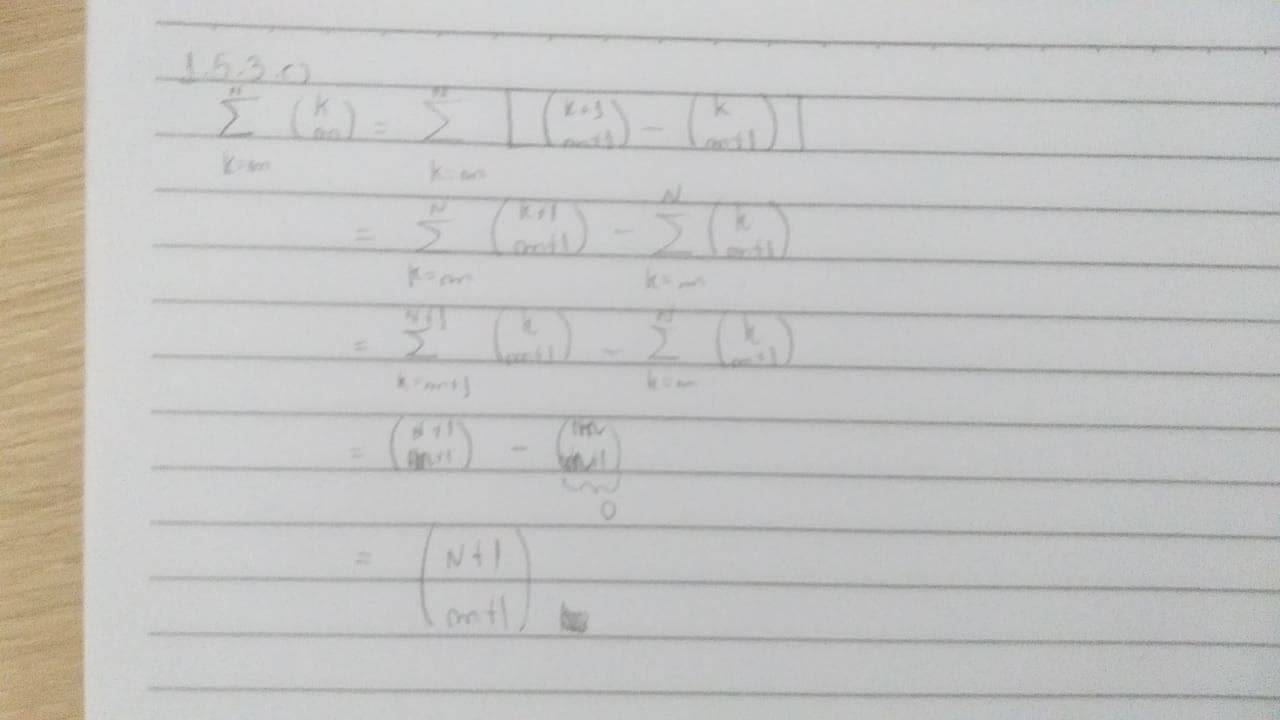 1.5.3 c)
$\sum_{k=m}^{N} \binom{k}{m} = \sum_{k=m}^{N} \left[ \binom{k+1}{m+1} - \binom{k}{m+1} \right]$
$= \sum_{k=m}^{N} \binom{k+1}{m+1} - \sum_{k=m}^{N} \binom{k}{m+1}$
$= \sum_{k=m+1}^{N+1} \binom{k}{m+1} - \sum_{k=m}^{N} \binom{k}{m+1}$
$= \binom{N+1}{m+1} - \underbrace{\binom{m}{m+1}}_{0}$
$= \binom{N+1}{m+1}$